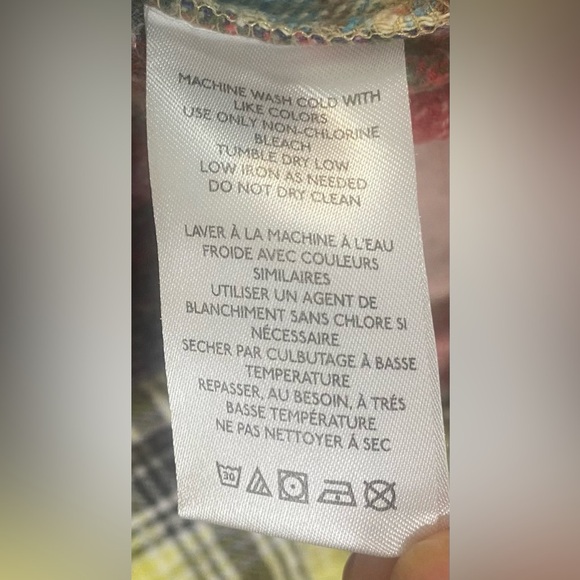 MACHINE WASH COLD WITH
LIKE COLORS
USE ONLY NON-CHLORINE
BLEACH
TUMBLE DRY LOW
LOW IRON AS NEEDED
DO NOT DRY CLEAN
LAVER À LA MACHINE À L'EAU
FROIDE AVEC COULEURS
SIMILAIRES
UTILISER UN AGENT DE
BLANCHIMENT SANS CHLORE SI
NÉCESSAIRE
SECHER PAR CULBUTAGE À BASSE
TEMPERATURE
REPASSER, AU BESOIN, À TRÉS
BASSE TEMPÉRATURE
NE PAS NETTOYER À SEC
30